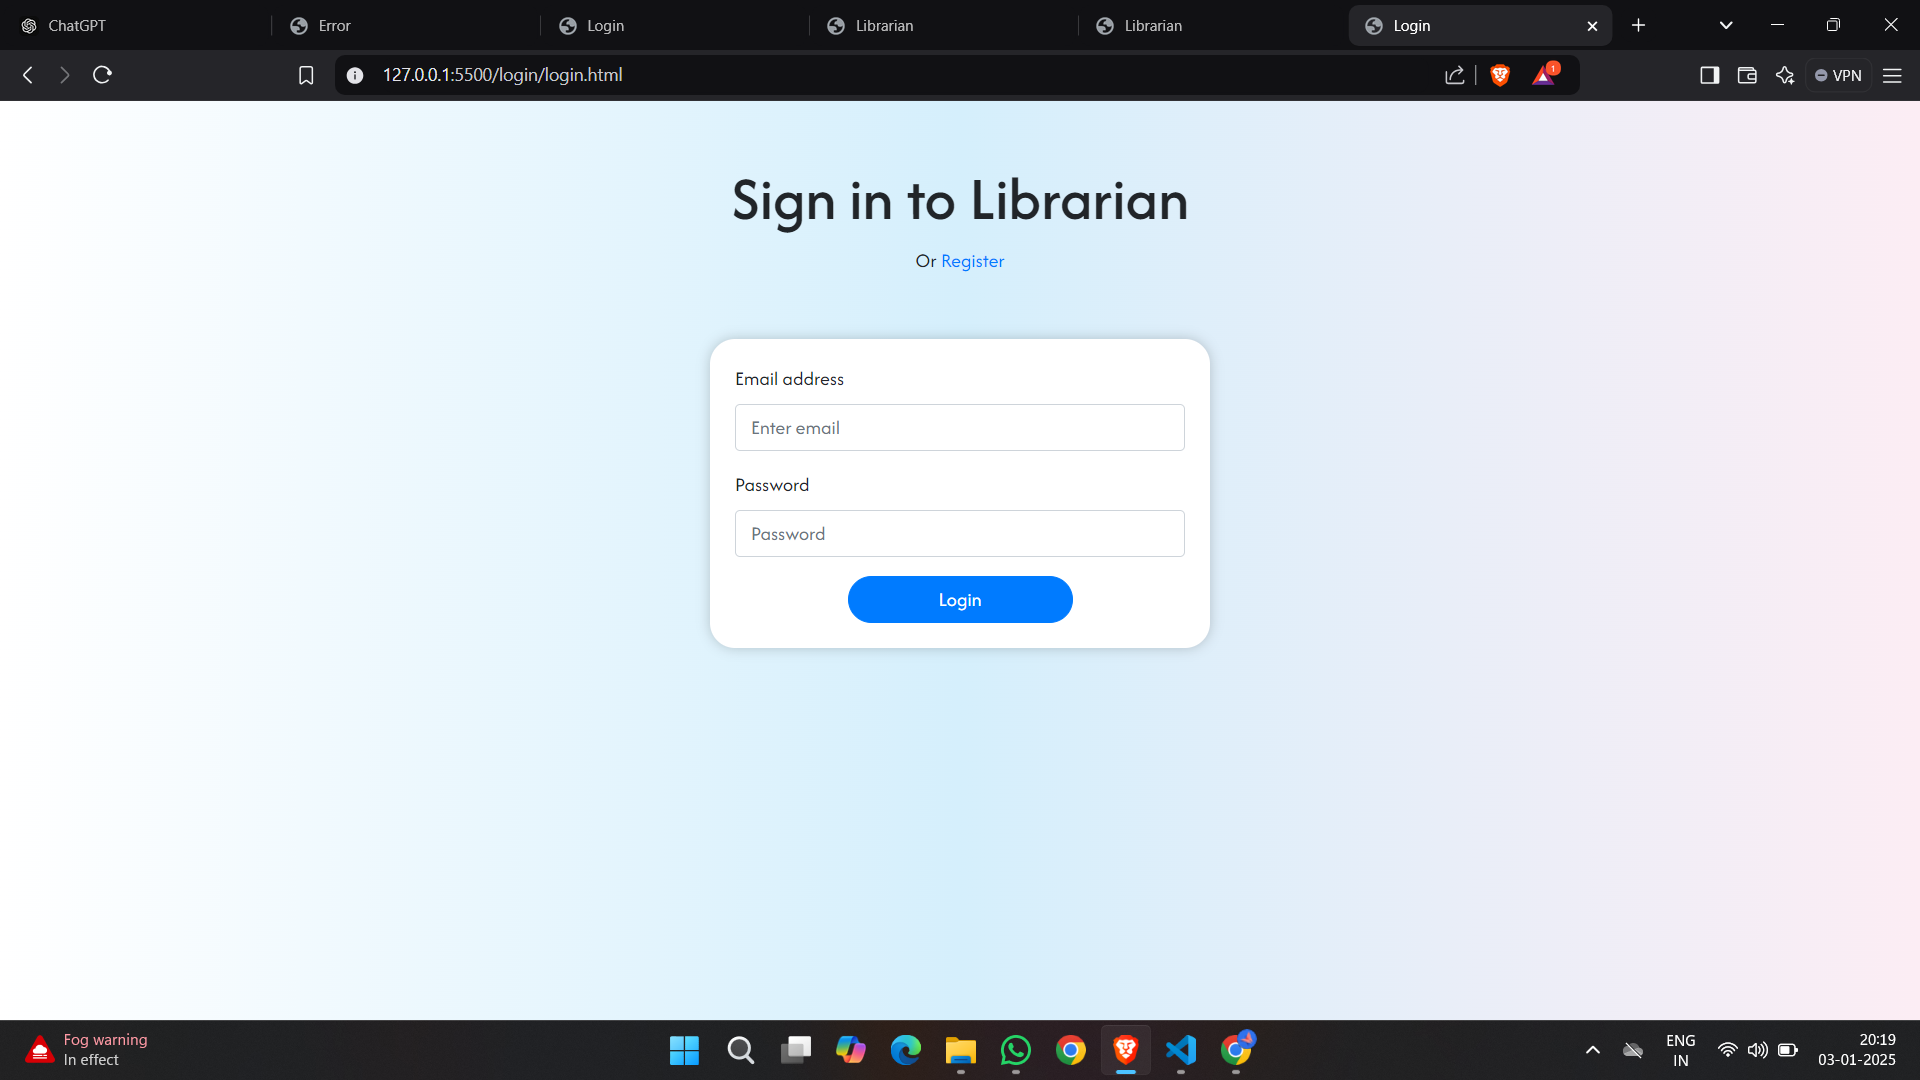 ChatGPT
Error
Login
Librarian
Librarian
Login
127.0.0.1:5500/login/login.html
1
VPN
Sign in to Librarian
Or Register
Email address
Enter email
Password
Password
Login
Fog warning
In effect
ENG
IN
20:19
03-01-2025